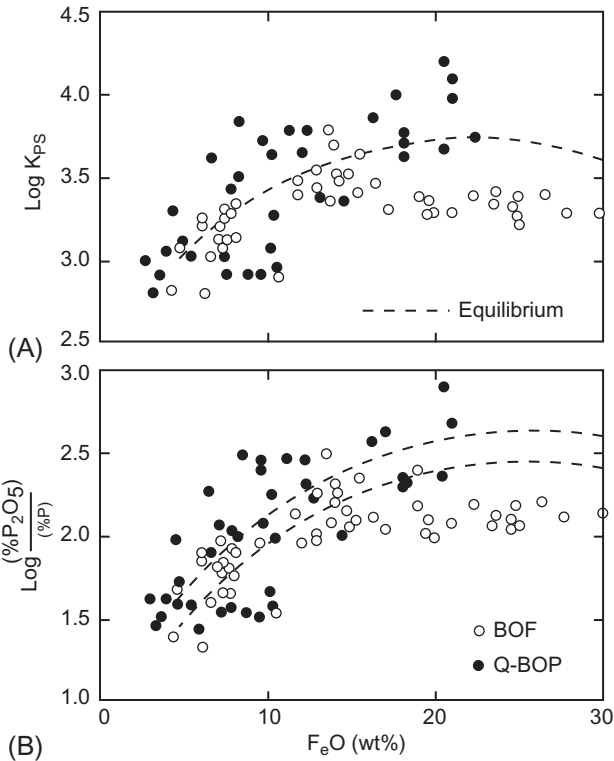 (A)
4.5
4.0
3.5
3.0
2.5
Log K_PS
Equilibrium
(B)
3.0
2.5
2.0
1.5
1.0
Log (%P₂O₅)/(%P)
BOF
Q-BOP
0 10 20 30
FₑO (wt%)